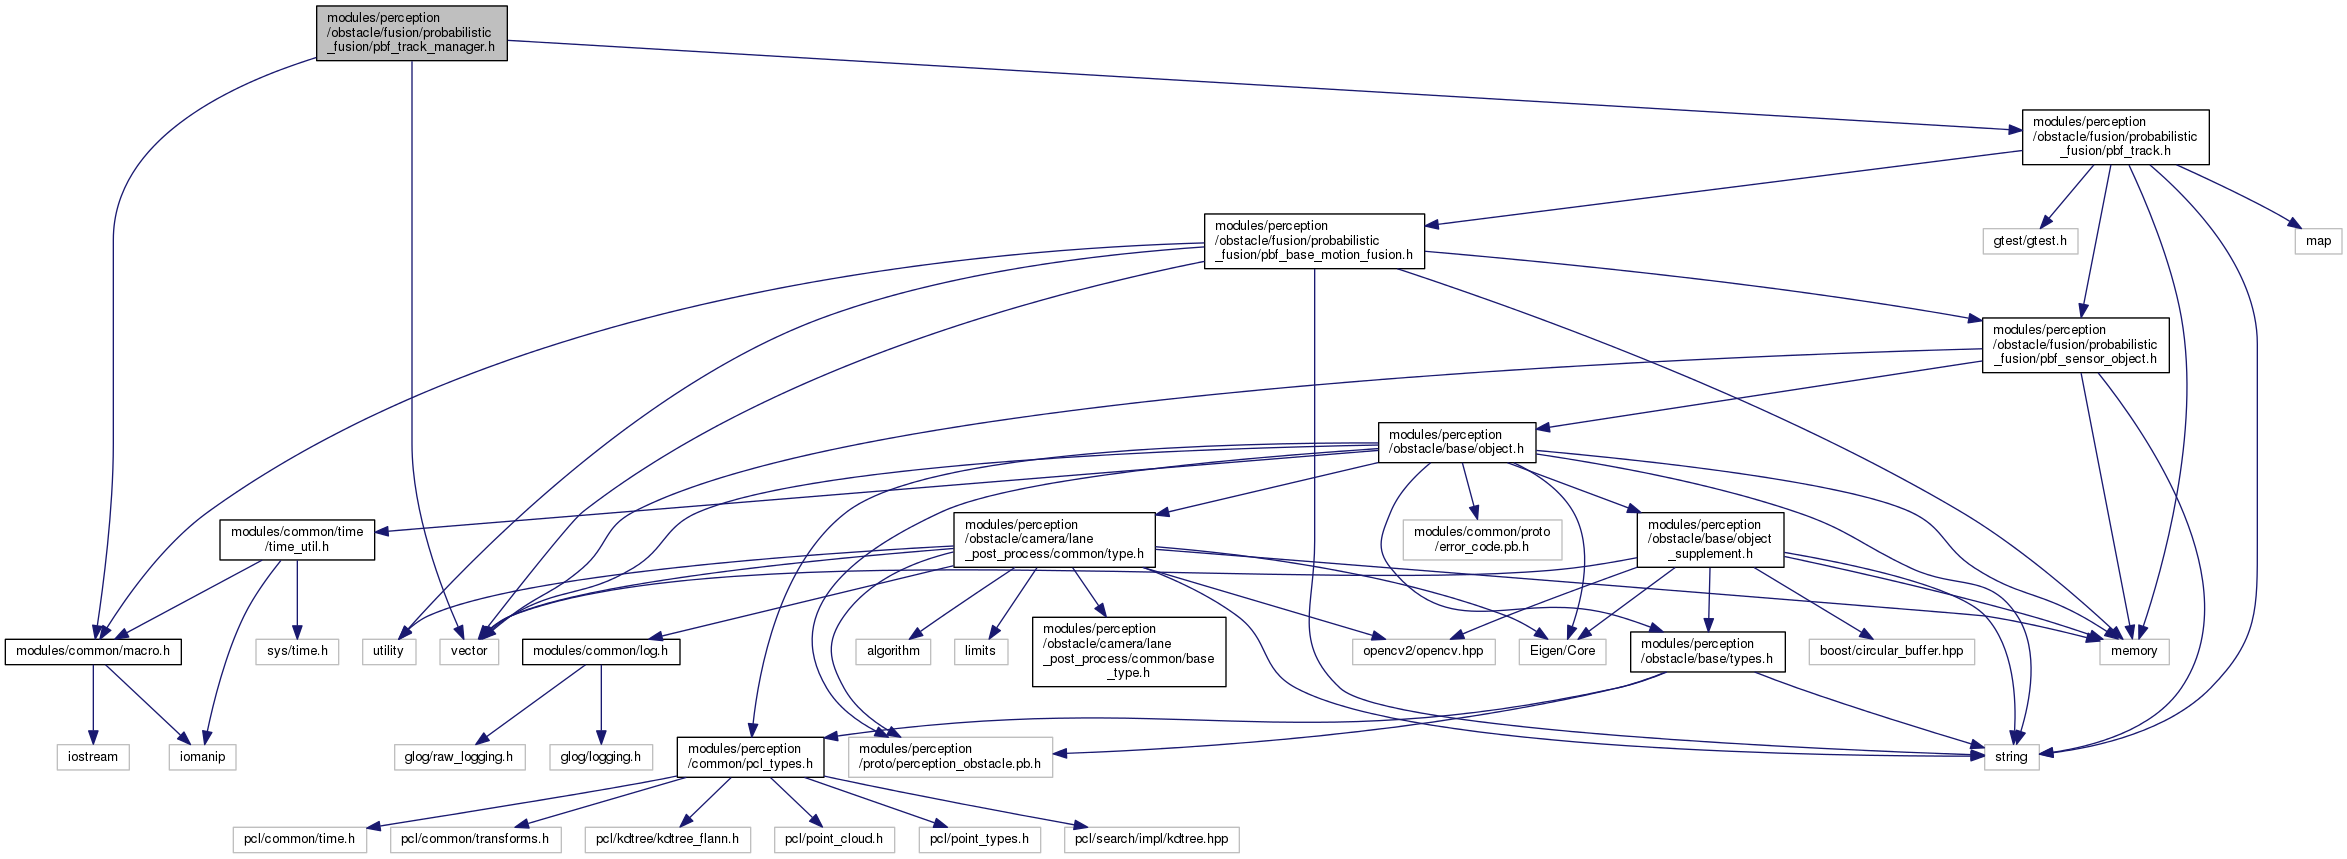 modules/perception
/obstacle/fusion/probabilistic
_fusion/pbf_track_manager.h
modules/perception
/obstacle/fusion/probabilistic
_fusion/pbf_track.h
modules/perception
/obstacle/fusion/probabilistic
_fusion/pbf_base_motion_fusion.h
gtest/gtest.h
map
modules/perception
/obstacle/fusion/probabilistic
_fusion/pbf_sensor_object.h
modules/perception
/obstacle/base/object.h
modules/common/time
/time_util.h
modules/perception
/obstacle/camera/lane
_post_process/common/type.h
modules/common/proto
/error_code.pb.h
modules/perception
/obstacle/base/object
_supplement.h
modules/common/macro.h
sys/time.h
utility
vector
modules/common/log.h
algorithm
limits
modules/perception
/obstacle/camera/lane
_post_process/common/base
_type.h
opencv2/opencv.hpp
Eigen/Core
modules/perception
/obstacle/base/types.h
boost/circular_buffer.hpp
memory
iostream
iomanip
glog/raw_logging.h
glog/logging.h
modules/perception
/common/pcl_types.h
modules/perception
/proto/perception_obstacle.pb.h
string
pcl/common/time.h
pcl/common/transforms.h
pcl/kdtree/kdtree_flann.h
pcl/point_cloud.h
pcl/point_types.h
pcl/search/impl/kdtree.hpp